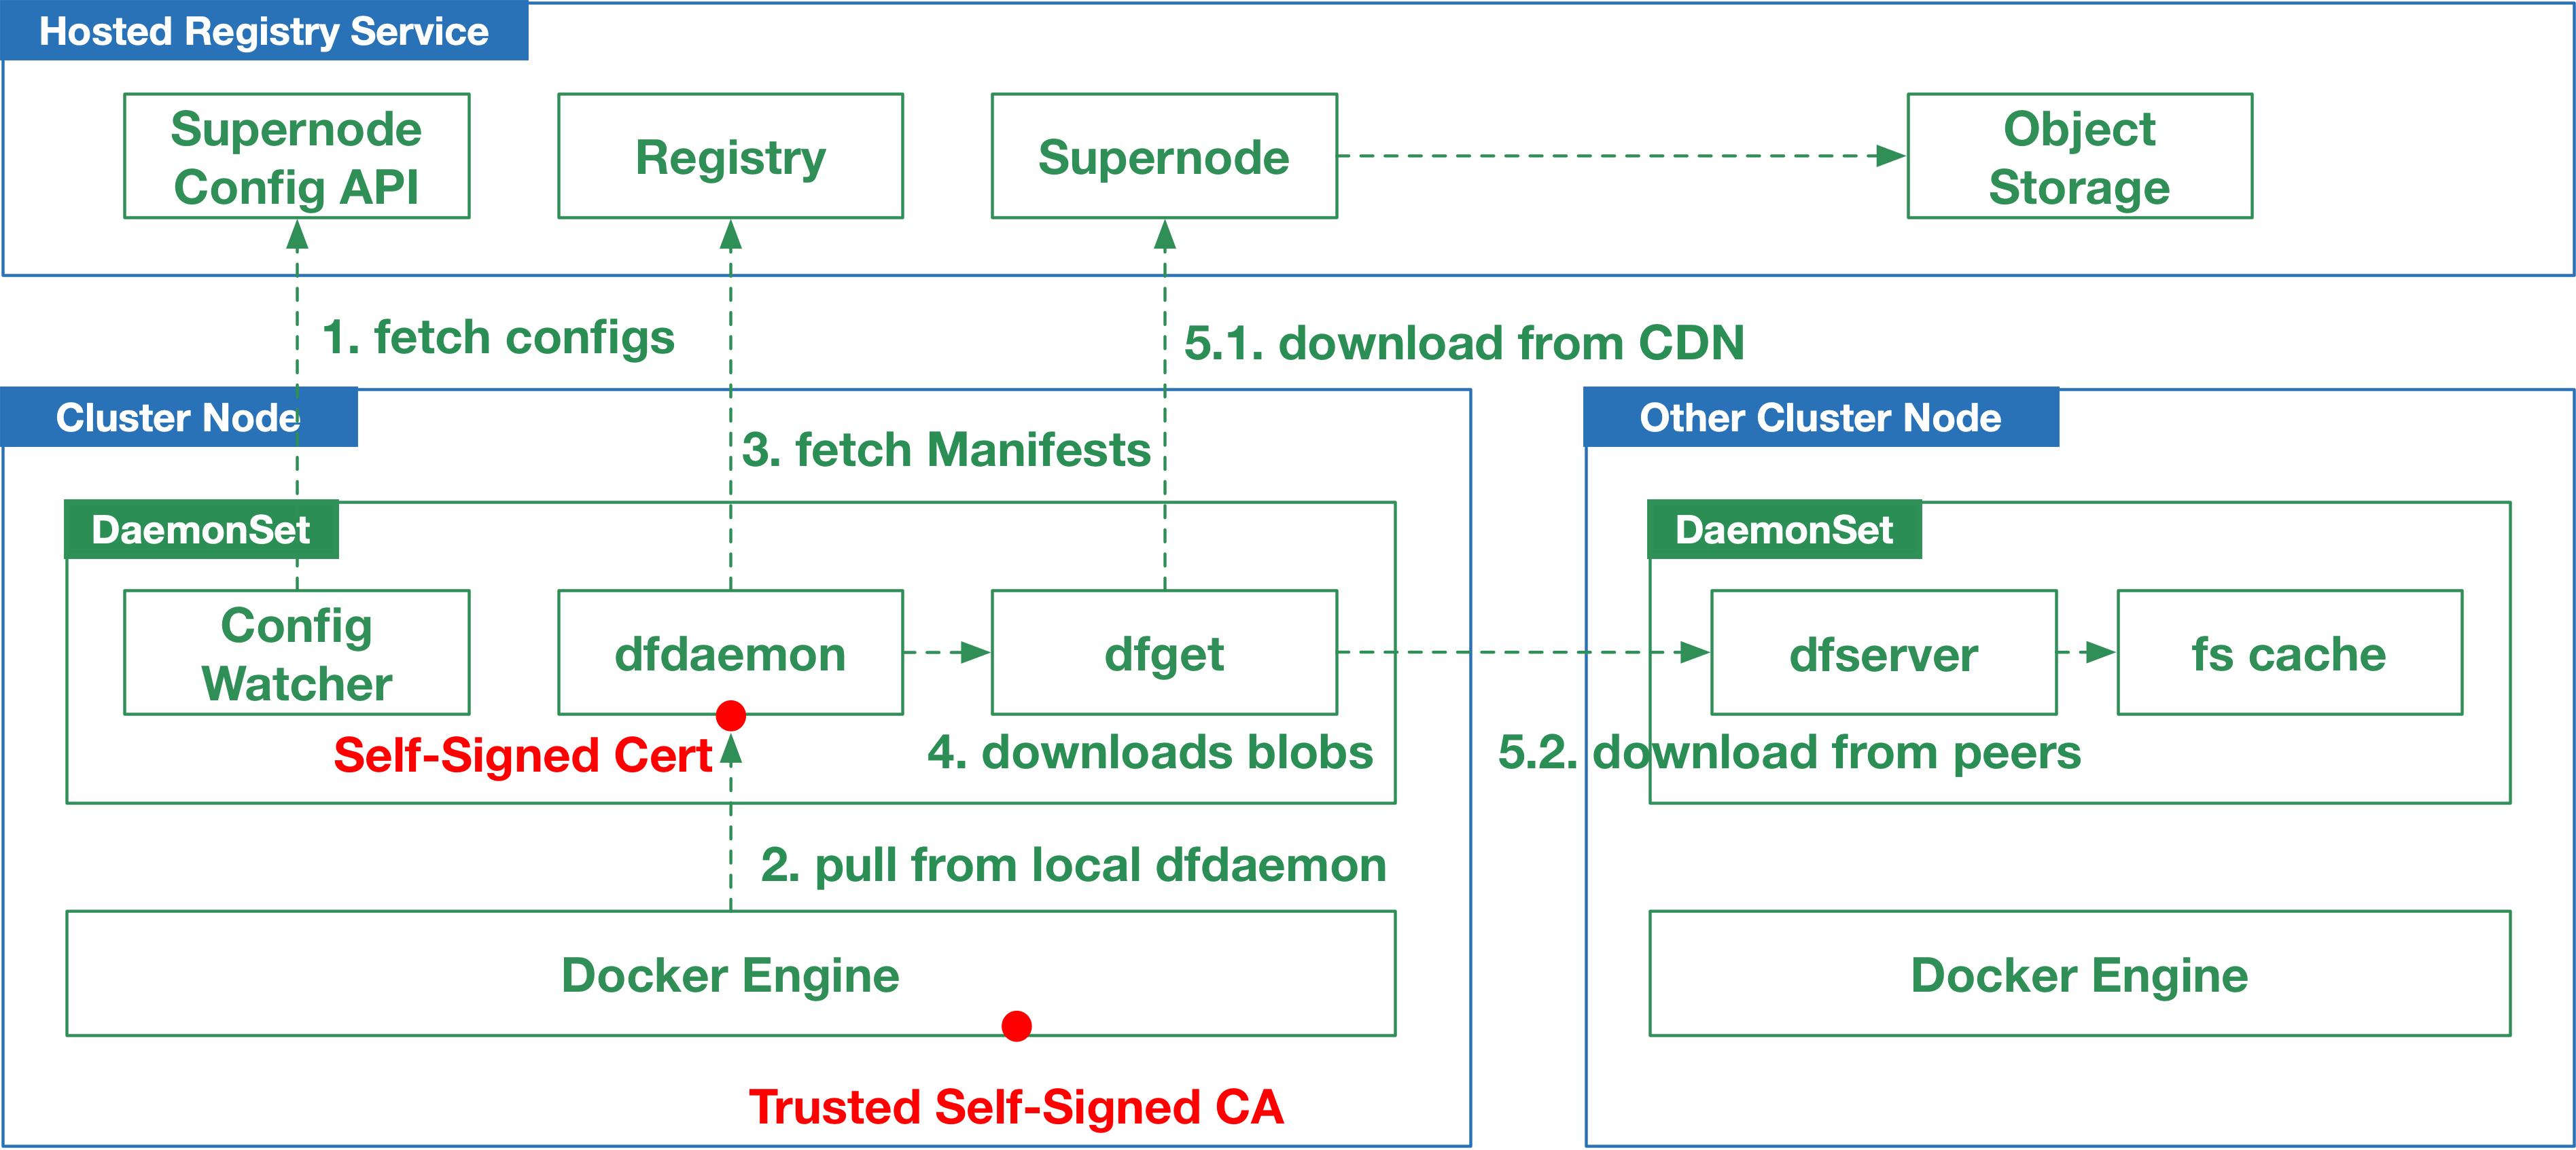 Hosted Registry Service
Supernode
Config API
Registry
Supernode
Object
Storage
1. fetch configs
5.1. download from CDN
Cluster Node
Other Cluster Node
3. fetch Manifests
DaemonSet
DaemonSet
Config
Watcher
dfdaemon
dfget
dfserver
fs cache
Self-Signed Cert
4. downloads blobs
5.2. download from peers
2. pull from local dfdaemon
Docker Engine
Docker Engine
Trusted Self-Signed CA